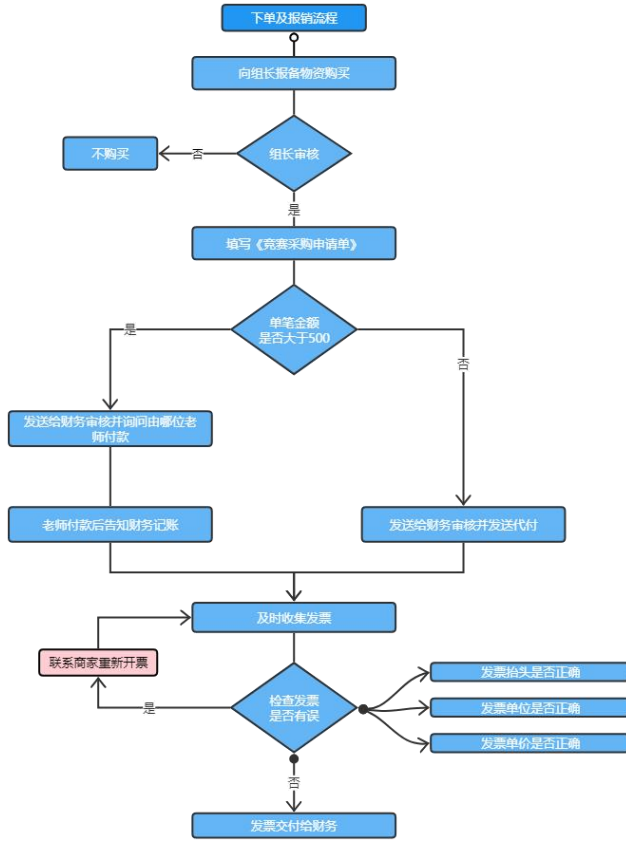 下单及报销流程
向组长报备物资购买
不购买
否
组长审核
是
填写《竞赛采购申请单》
单笔金额
是否大于500
是
否
发送给财务审核并询问由哪位老
师付款
老师付款后告知财务记账
发送给财务审核并发送代付
及时收集发票
联系商家重新开票
发票抬头是否正确
检查发票
是否有误
是
发票单位是否正确
发票单价是否正确
否
发票交付给财务